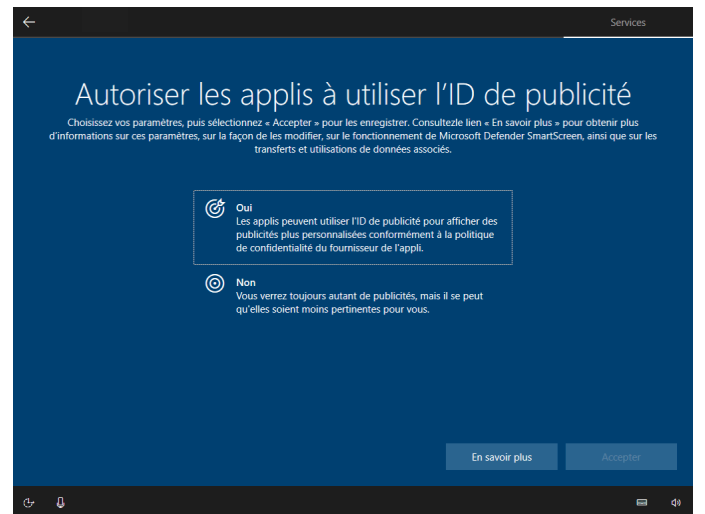 Services
Autoriser les applis à utiliser l'ID de publicité
Choisissez vos paramètres, puis sélectionnez « Accepter » pour les enregistrer. Consultezle lien « En savoir plus » pour obtenir plus
d'informations sur ces paramètres, sur la façon de les modifier, sur le fonctionnement de Microsoft Defender SmartScreen, ainsi que sur les
transferts et utilisations de données associés.
Oui
Les applis peuvent utiliser l'ID de publicité pour afficher des
publicités plus personnalisées conformément à la politique
de confidentialité du fournisseur de l'appli.
Non
Vous verrez toujours autant de publicités, mais il se peut
qu'elles soient moins pertinentes pour vous.
En savoir plus
Accepter